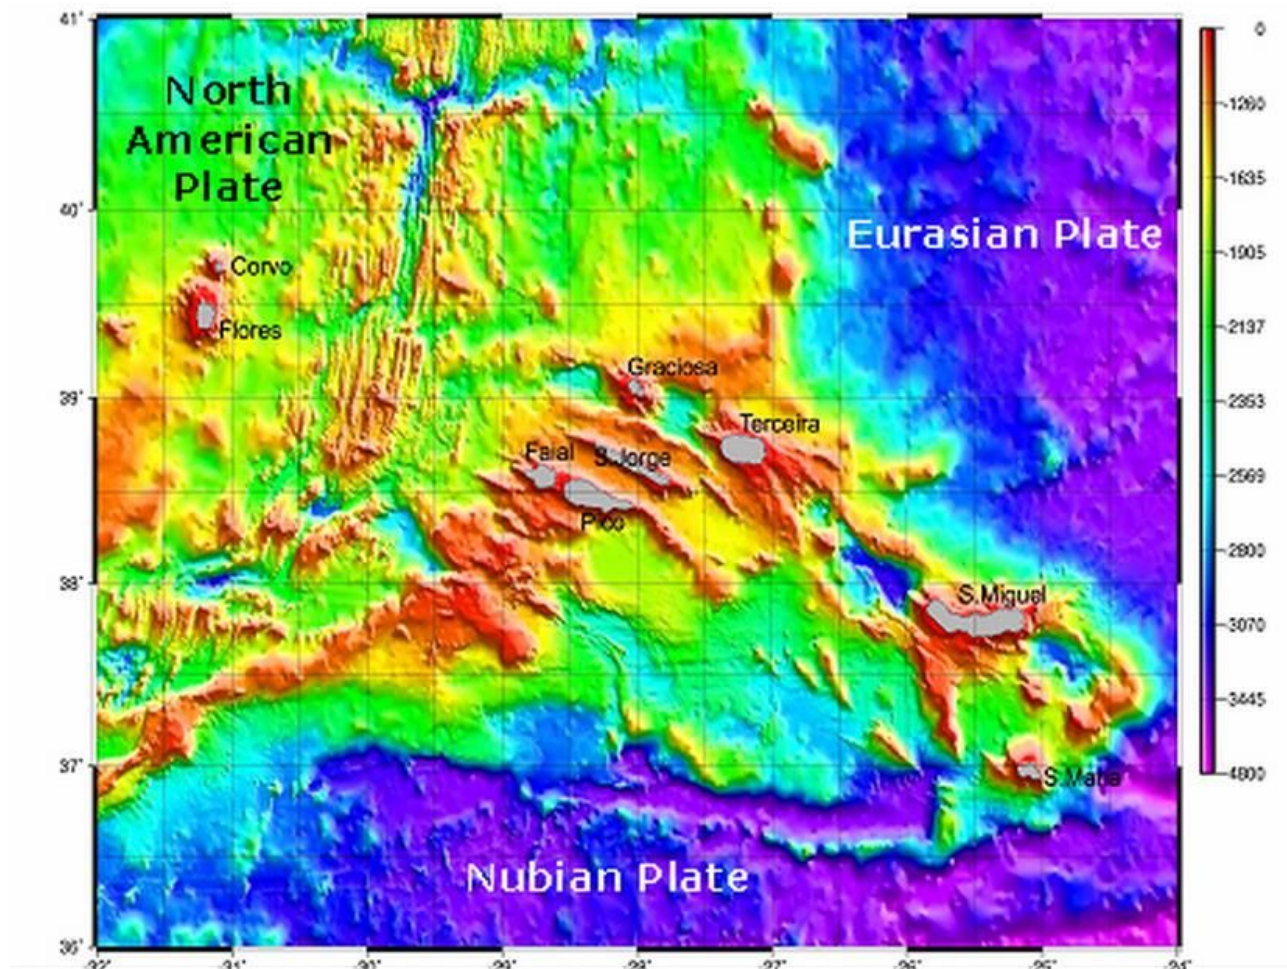 41°
North
American
Plate
40°
Eurasian Plate
Corvo
Flores
Graciosa
39°
Terceira
Faial
S.Jorge
Pico
38°
S.Miguel
37°
S.Maria
Nubian Plate
36°
0
-1280
-1635
-1905
-2137
-2353
-2569
-2800
-3070
-3445
-4800